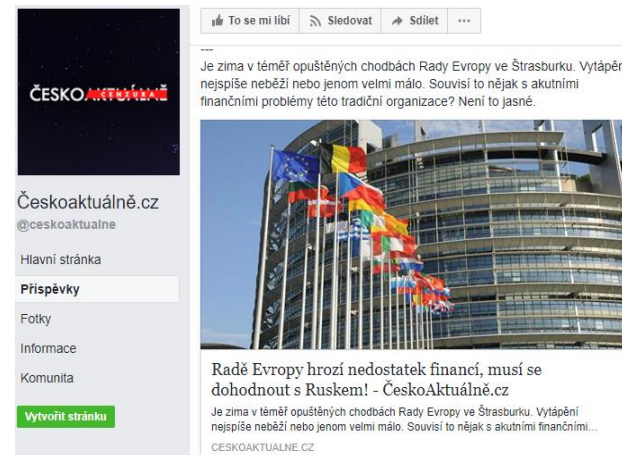 To se mi líbí Sledovat Sdílet ...
---
Je zima v téměř opuštěných chodbách Rady Evropy ve Štrasburku. Vytápěn
nejspíše neběží nebo jenom velmi málo. Souvisí to nějak s akutními
finančními problémy této tradiční organizace? Není to jasné.
ČESKOAKTUÁLNĚ
CENZURA
Českoaktuálně.cz
@ceskoaktualne
Hlavní stránka
Příspěvky
Fotky
Informace
Komunita
Vytvořit stránku
Radě Evropy hrozí nedostatek financí, musí se
dohodnout s Ruskem! - ČeskoAktuálně.cz
Je zima v téměř opuštěných chodbách Rady Evropy ve Štrasburku. Vytápění
nejspíše neběží nebo jenom velmi málo. Souvisí to nějak s akutními finančními...
CESKOAKTUALNE.CZ